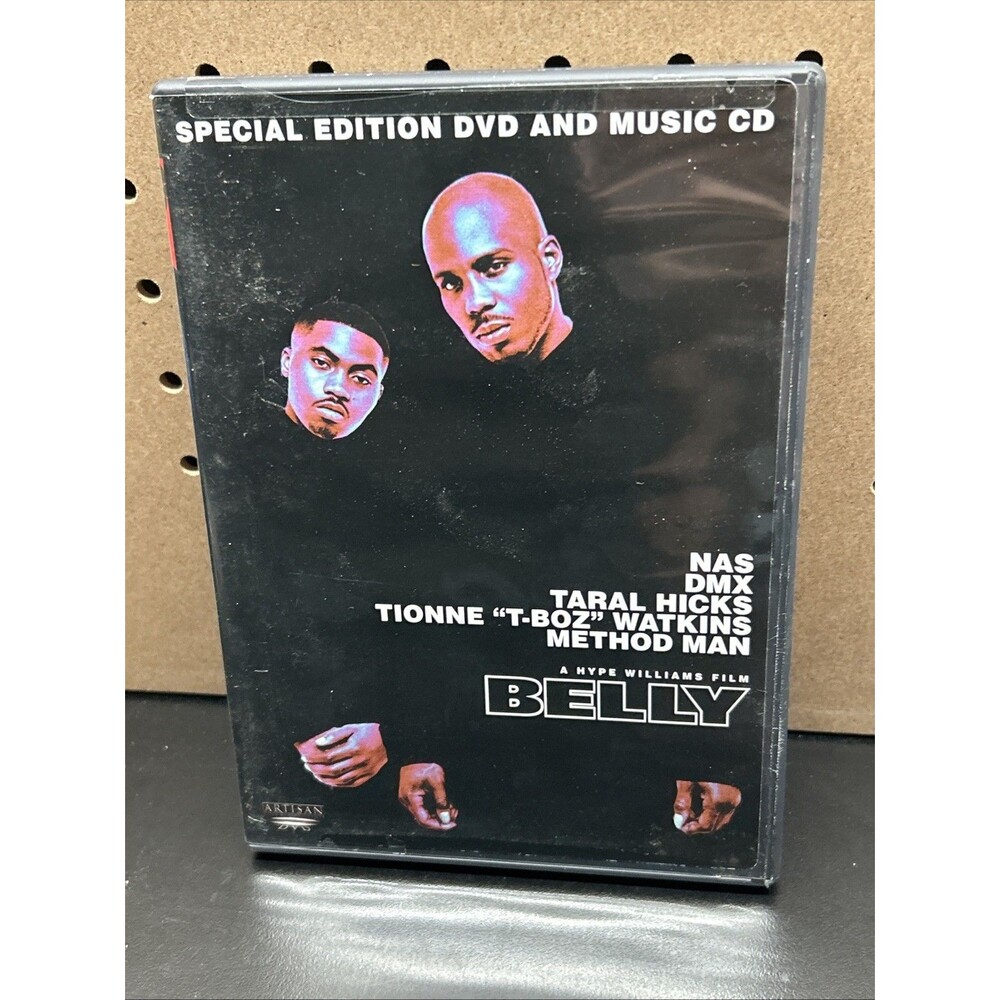 SPECIAL EDITION DVD AND MUSIC CD
NAS
DMX
TARAL HICKS
TIONNE "T-BOZ" WATKINS
METHOD MAN
A HYPE WILLIAMS FILM
BELLY
ARTISAN